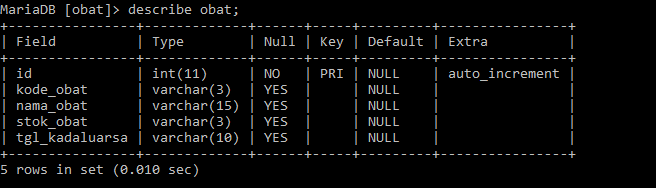 MariaDB [obat]> describe obat;
+---------------+-------------+------+-----+---------+----------------+
| Field         | Type        | Null | Key | Default | Extra          |
+---------------+-------------+------+-----+---------+----------------+
| id            | int(11)     | NO   | PRI | NULL    | auto_increment |
| kode_obat     | varchar(3)  | YES  |     | NULL    |                |
| nama_obat     | varchar(15) | YES  |     | NULL    |                |
| stok_obat     | varchar(3)  | YES  |     | NULL    |                |
| tgl_kadaluarsa | varchar(10) | YES  |     | NULL    |                |
+---------------+-------------+------+-----+---------+----------------+
5 rows in set (0.010 sec)